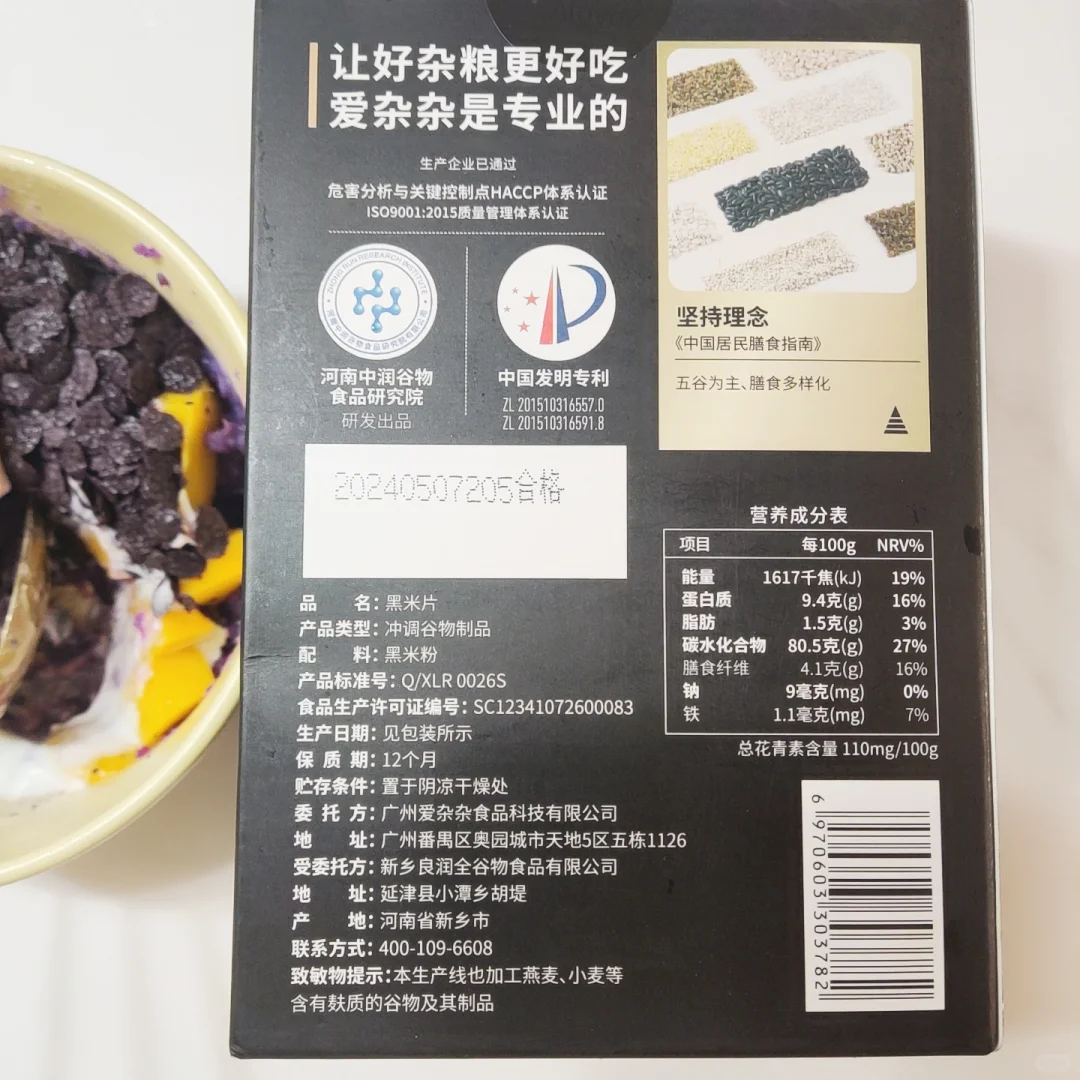 让好杂粮更好吃
爱杂杂是专业的
生产企业已通过
危害分析与关键控制点HACCP体系认证
ISO9001:2015质量管理体系认证
ZHONG RUN RESEARCH INSTITUTE
河南中润谷物食品研究院有限公司
河南中润谷物
食品研究院
研发出品
中国发明专利
ZL 201510316557.0
ZL 201510316591.8
坚持理念
《中国居民膳食指南》
五谷为主、膳食多样化
20240507205合格
品 名：黑米片
产品类型：冲调谷物制品
配 料：黑米粉
产品标准号：Q/XLR 0026S
食品生产许可证编号：SC12341072600083
生产日期：见包装所示
保 质 期：12个月
贮存条件：置于阴凉干燥处
委 托 方：广州爱杂杂食品科技有限公司
地 址：广州番禺区奥园城市天地5区五栋1126
受委托方：新乡良润全谷物食品有限公司
地 址：延津县小潭乡胡堤
产 地：河南省新乡市
联系方式：400-109-6608
致敏物提示：本生产线也加工燕麦、小麦等
含有麸质的谷物及其制品
营养成分表
项目 每100g NRV%
能量 1617千焦(kJ) 19%
蛋白质 9.4克(g) 16%
脂肪 1.5克(g) 3%
碳水化合物 80.5克(g) 27%
膳食纤维 4.1克(g) 16%
钠 9毫克(mg) 0%
铁 1.1毫克(mg) 7%
总花青素含量 110mg/100g
6 970603 303782